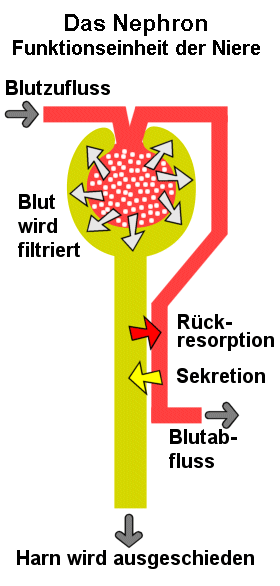 Das Nephron
Funktionseinheit der Niere
Blutzufluss
Blut
wird
filtriert
Rück-
resorption
Sekretion
Blutab-
fluss
Harn wird ausgeschieden